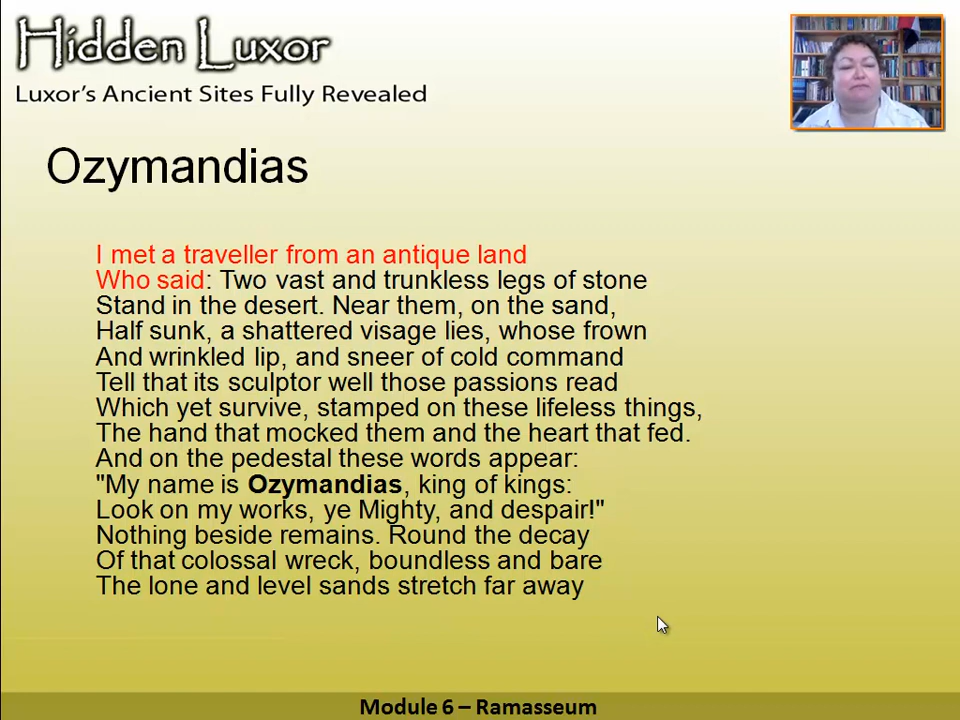 Hidden Luxor
Luxor's Ancient Sites Fully Revealed
Ozymandias
I met a traveller from an antique land
Who said: Two vast and trunkless legs of stone
Stand in the desert. Near them, on the sand,
Half sunk, a shattered visage lies, whose frown
And wrinkled lip, and sneer of cold command
Tell that its sculptor well those passions read
Which yet survive, stamped on these lifeless things,
The hand that mocked them and the heart that fed.
And on the pedestal these words appear:
"My name is Ozymandias, king of kings:
Look on my works, ye Mighty, and despair!"
Nothing beside remains. Round the decay
Of that colossal wreck, boundless and bare
The lone and level sands stretch far away
Module 6 – Ramasseum